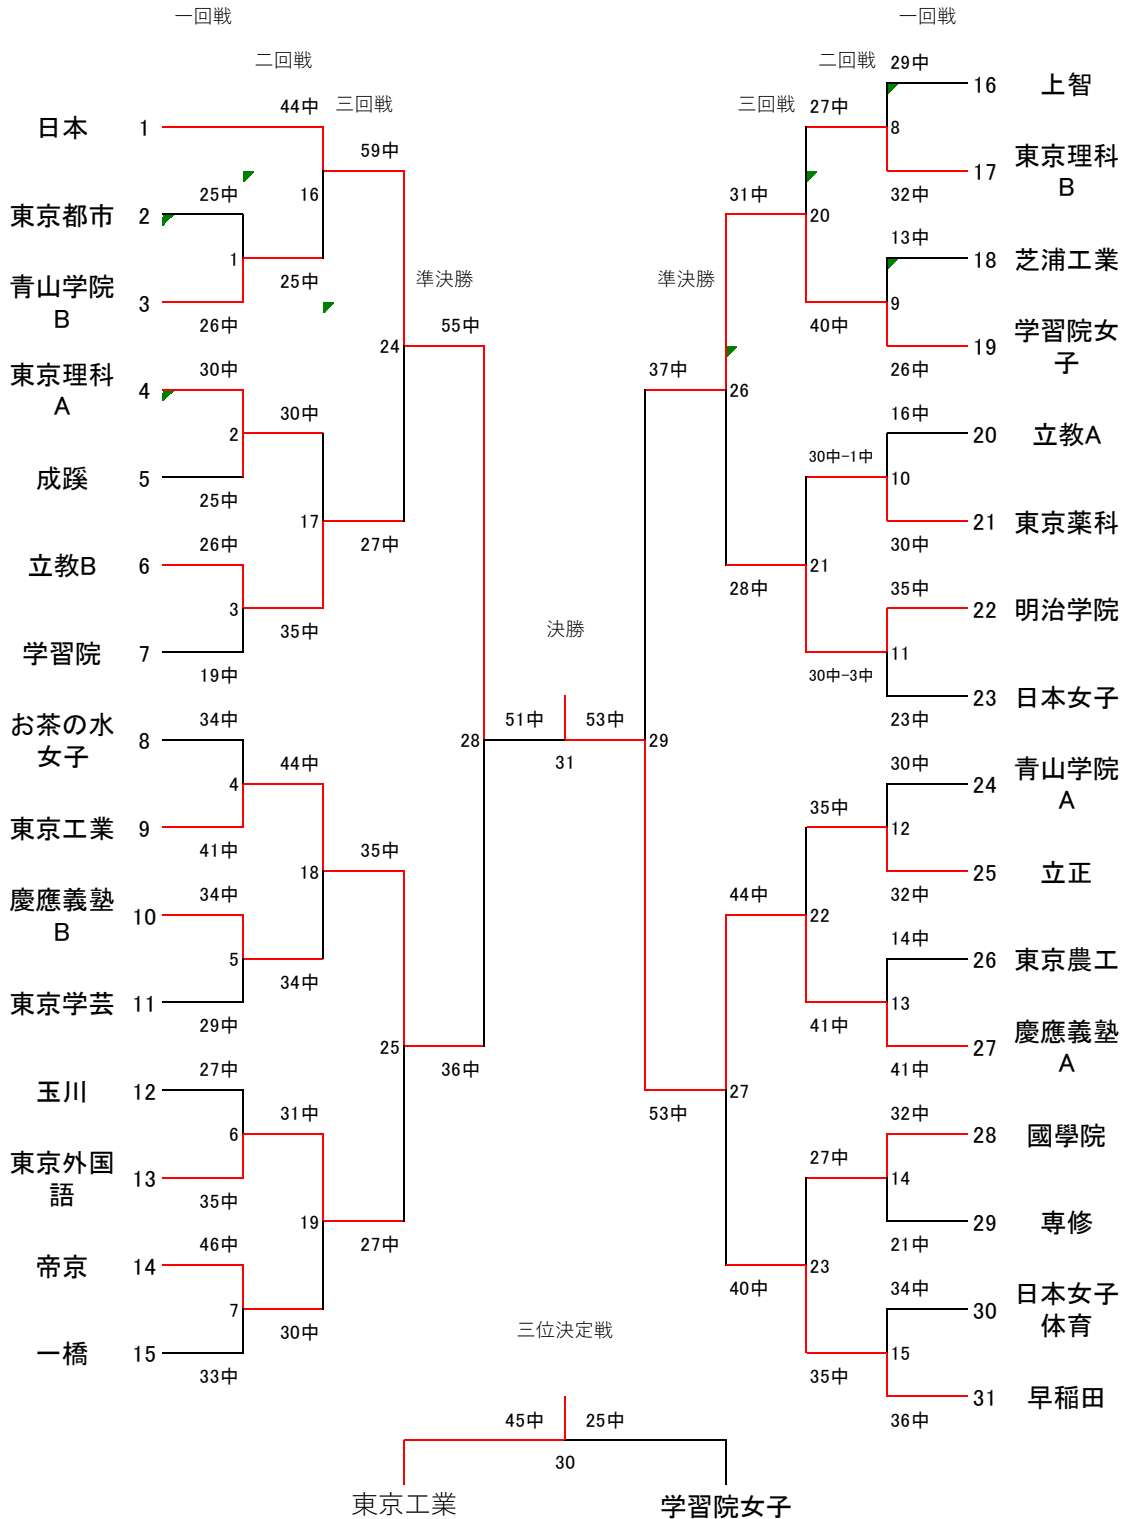 一回戦
一回戦
二回戦
二回戦
29中
上智
16
44中
三回戦
三回戦
27中
日本
1
8
59中
東京理科
B
17
25中
16
31中
32中
東京都市
2
20
13中
1
18
芝浦工業
25中
準決勝
準決勝
青山学院
B
3
9
26中
40中
24
55中
19
学習院女
子
東京理科
A
30中
37中
26中
4
26
30中
16中
2
20
立教A
30中-1中
成蹊
5
10
25中
17
21
東京薬科
26中
27中
30中
立教B
6
21
28中
35中
3
22
明治学院
35中
決勝
学習院
7
11
19中
30中-3中
23
日本女子
お茶の水
女子
34中
51中
53中
23中
8
28
29
44中
31
30中
4
24
青山学院
A
東京工業
9
35中
12
41中
35中
18
25
立正
慶應義塾
B
34中
44中
32中
10
22
14中
5
26
東京農工
34中
東京学芸
11
13
29中
41中
25
27
慶應義塾
A
27中
36中
41中
玉川
12
27
31中
53中
32中
6
28
國學院
東京外国
語
13
27中
14
35中
19
29
専修
46中
27中
21中
帝京
14
23
40中
34中
7
30
日本女子
体育
30中
三位決定戦
一橋
15
15
33中
35中
31
早稲田
45中
25中
36中
30
東京工業
学習院女子